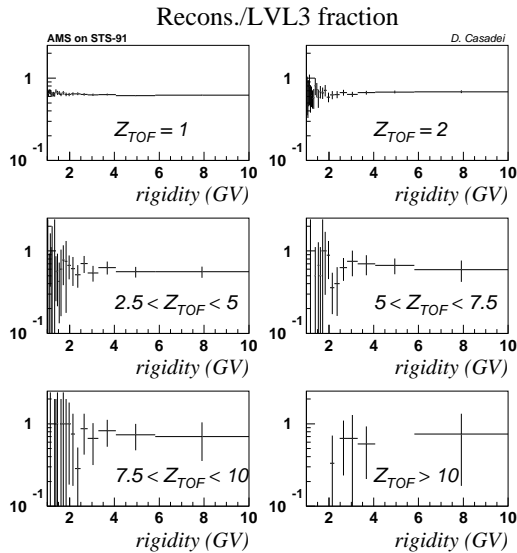 Recons./LVL3 fraction
AMS on STS-91
D. Casadei
1
10 -1
Z_TOF = 1
2 4 6 8 10
rigidity (GV)
1
10 -1
Z_TOF = 2
2 4 6 8 10
rigidity (GV)
1
10 -1
2.5 < Z_TOF < 5
2 4 6 8 10
rigidity (GV)
1
10 -1
5 < Z_TOF < 7.5
2 4 6 8 10
rigidity (GV)
1
10 -1
7.5 < Z_TOF < 10
2 4 6 8 10
rigidity (GV)
1
10 -1
Z_TOF > 10
2 4 6 8 10
rigidity (GV)